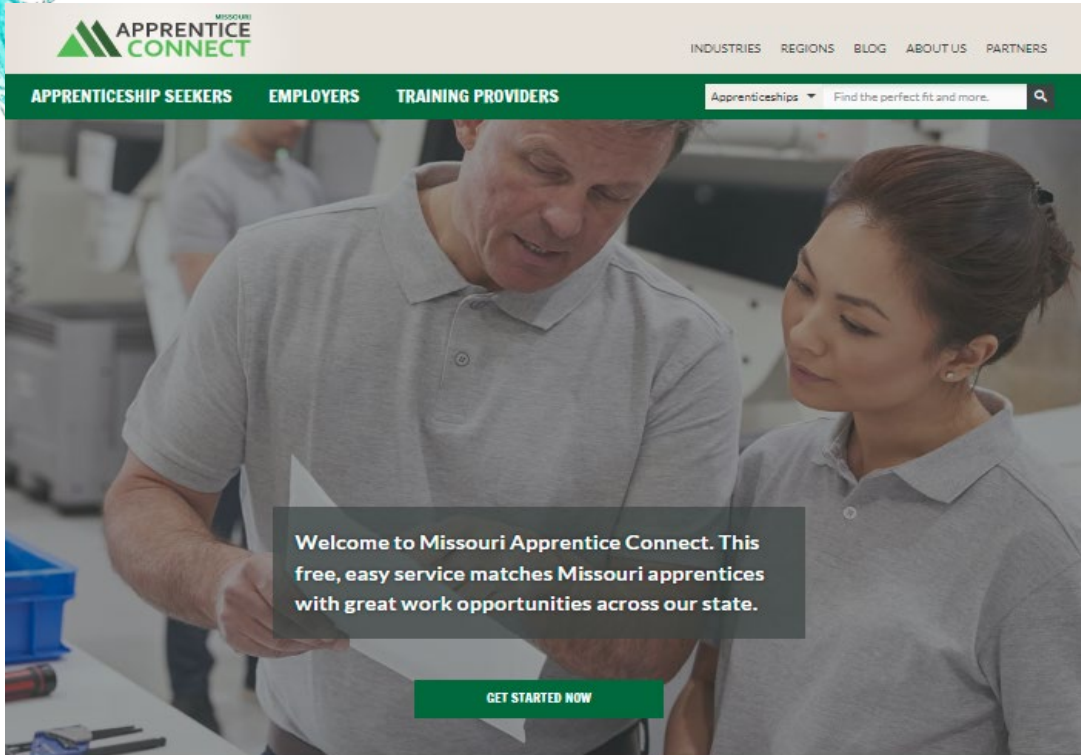 MISSOURI
APPRENTICE
CONNECT
INDUSTRIES REGIONS BLOG ABOUT US PARTNERS
APPRENTICESHIP SEEKERS EMPLOYERS TRAINING PROVIDERS
Apprenticeships Find the perfect fit and more.
Welcome to Missouri Apprentice Connect. This
free, easy service matches Missouri apprentices
with great work opportunities across our state.
GET STARTED NOW